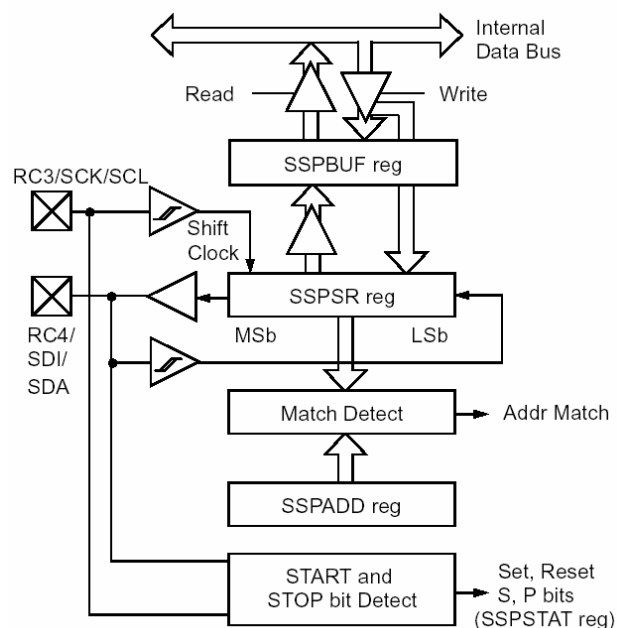 Internal
Data Bus
Read
Write
SSPBUF reg
RC3/SCK/SCL
Shift
Clock
SSPSR reg
MSb
LSb
RC4/
SDI/
SDA
Match Detect
Addr Match
SSPADD reg
START and
STOP bit Detect
Set, Reset
S, P bits
(SSPSTAT reg)